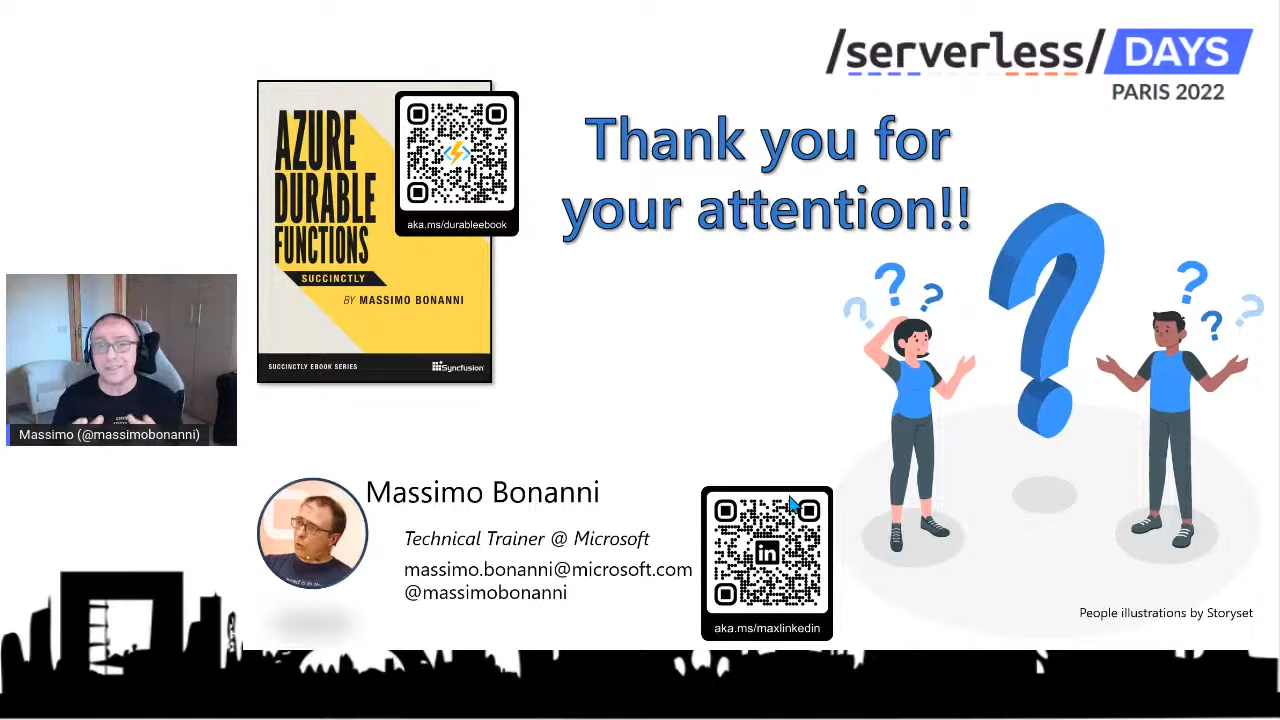 /serverless/ DAYS
PARIS 2022
Thank you for
your attention!!
AZURE
DURABLE
FUNCTIONS
SUCCINCTLY
BY MASSIMO BONANNI
SUCCINCTLY EBOOK SERIES
Syncfusion
aka.ms/durableebook
Massimo (@massimobonanni)
Massimo Bonanni
Technical Trainer @ Microsoft
massimo.bonanni@microsoft.com
@massimobonanni
in
aka.ms/maxlinkedin
People illustrations by Storyset